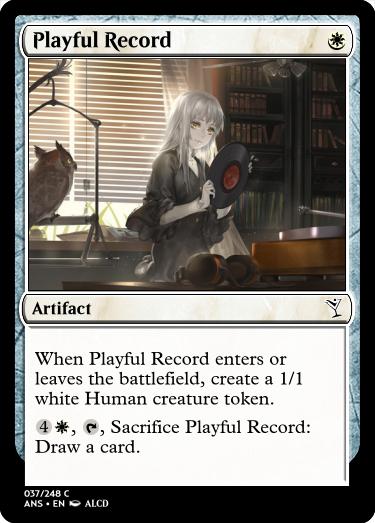 Playful Record
Artifact
When Playful Record enters or
leaves the battlefield, create a 1/1
white Human creature token.
4, , Sacrifice Playful Record:
Draw a card.
037/248 C
ANS • EN ALCD